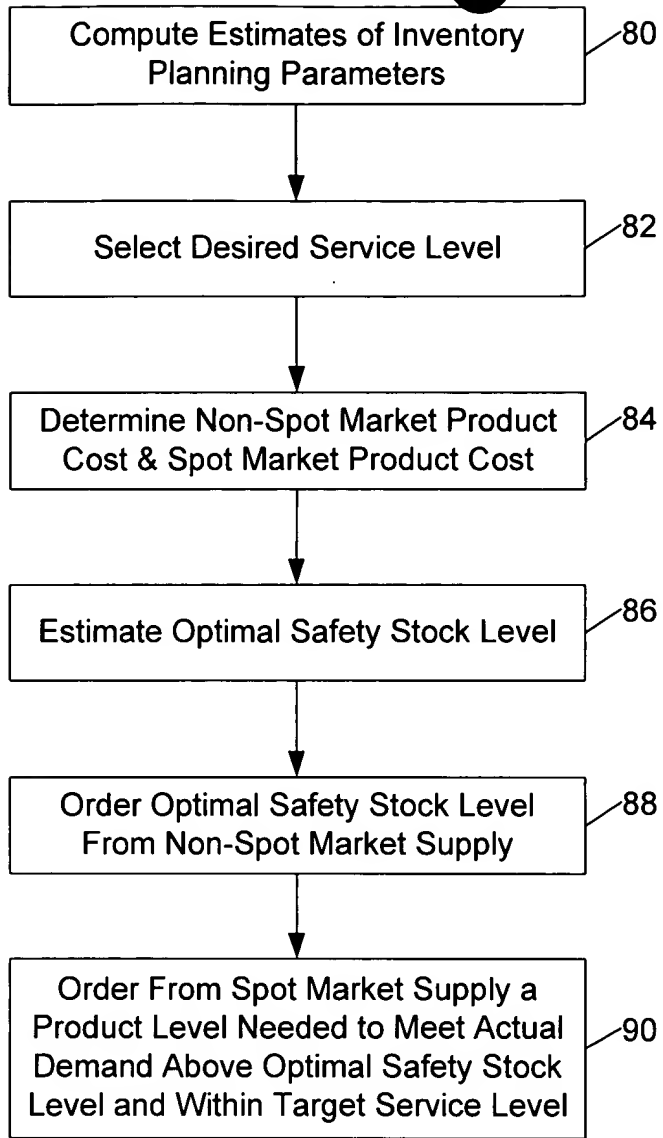 Compute Estimates of Inventory
Planning Parameters
80
Select Desired Service Level
82
Determine Non-Spot Market Product
Cost & Spot Market Product Cost
84
Estimate Optimal Safety Stock Level
86
Order Optimal Safety Stock Level
From Non-Spot Market Supply
88
Order From Spot Market Supply a
Product Level Needed to Meet Actual
Demand Above Optimal Safety Stock
Level and Within Target Service Level
90